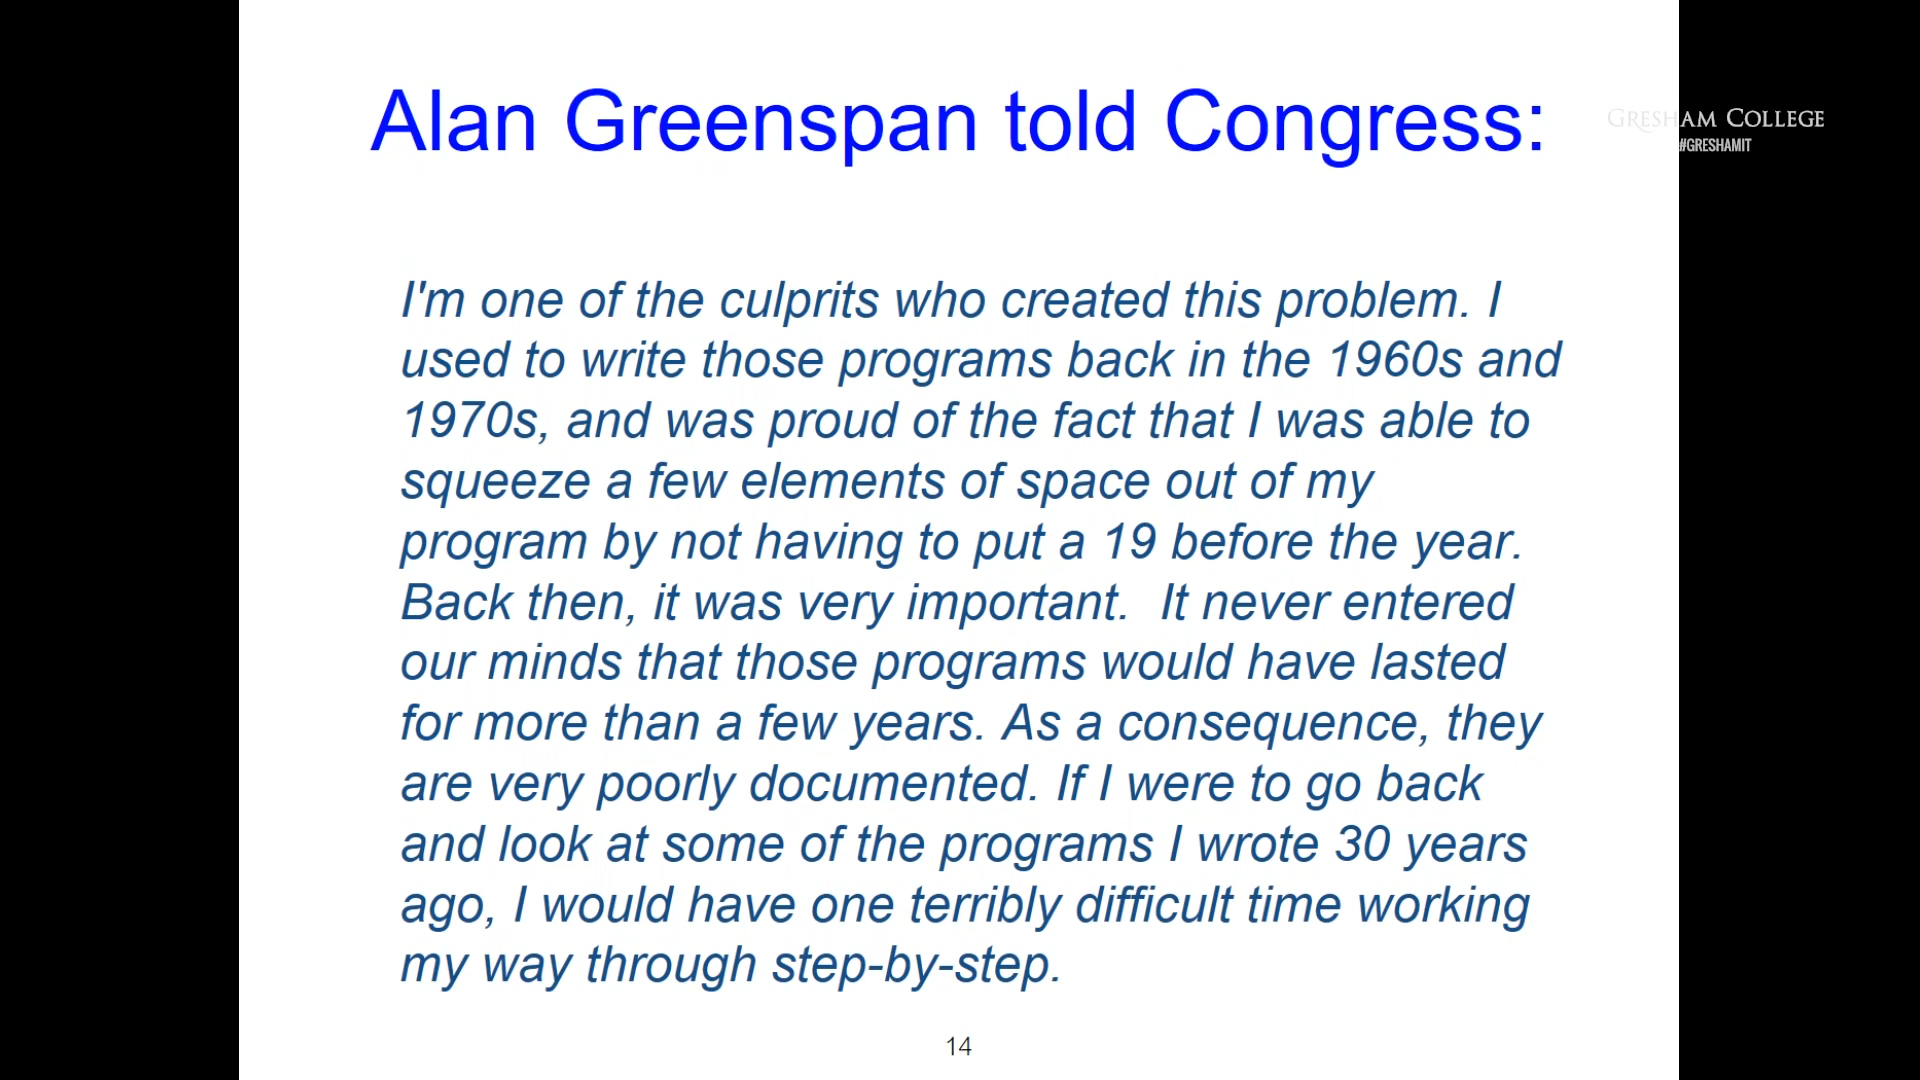 Alan Greenspan told Congress:
GRESHAM COLLEGE
#GRESHAMIT
I'm one of the culprits who created this problem. I
used to write those programs back in the 1960s and
1970s, and was proud of the fact that I was able to
squeeze a few elements of space out of my
program by not having to put a 19 before the year.
Back then, it was very important.  It never entered
our minds that those programs would have lasted
for more than a few years. As a consequence, they
are very poorly documented. If I were to go back
and look at some of the programs I wrote 30 years
ago, I would have one terribly difficult time working
my way through step-by-step.
14